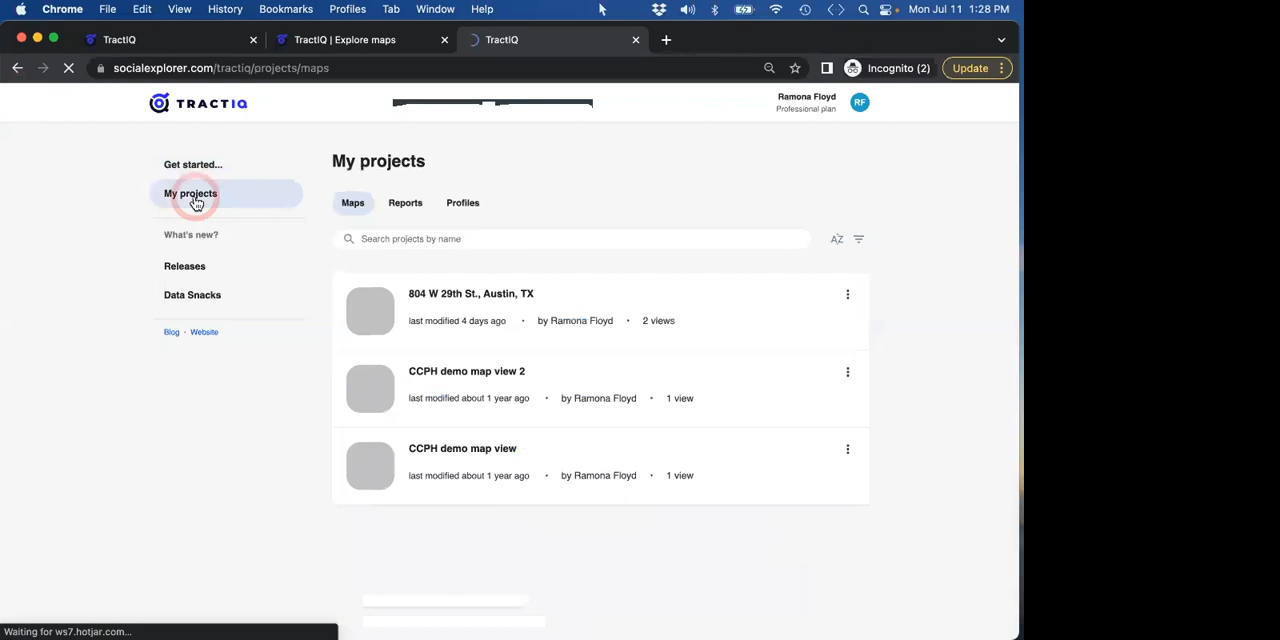 Chrome File Edit View History Bookmarks Profiles Tab Window Help Mon Jul 11 1:28 PM
TractIQ TractIQ | Explore maps TractIQ
socialexplorer.com/tractiq/projects/maps Incognito (2) Update
TRACTIQ
Ramona Floyd
Professional plan
RF
Get started...
My projects
What's new?
Releases
Data Snacks
Blog · Website
My projects
Maps Reports Profiles
Search projects by name AZ
804 W 29th St., Austin, TX
last modified 4 days ago • by Ramona Floyd • 2 views
CCPH demo map view 2
last modified about 1 year ago • by Ramona Floyd • 1 view
CCPH demo map view
last modified about 1 year ago • by Ramona Floyd • 1 view
Waiting for ws7.hotjar.com...